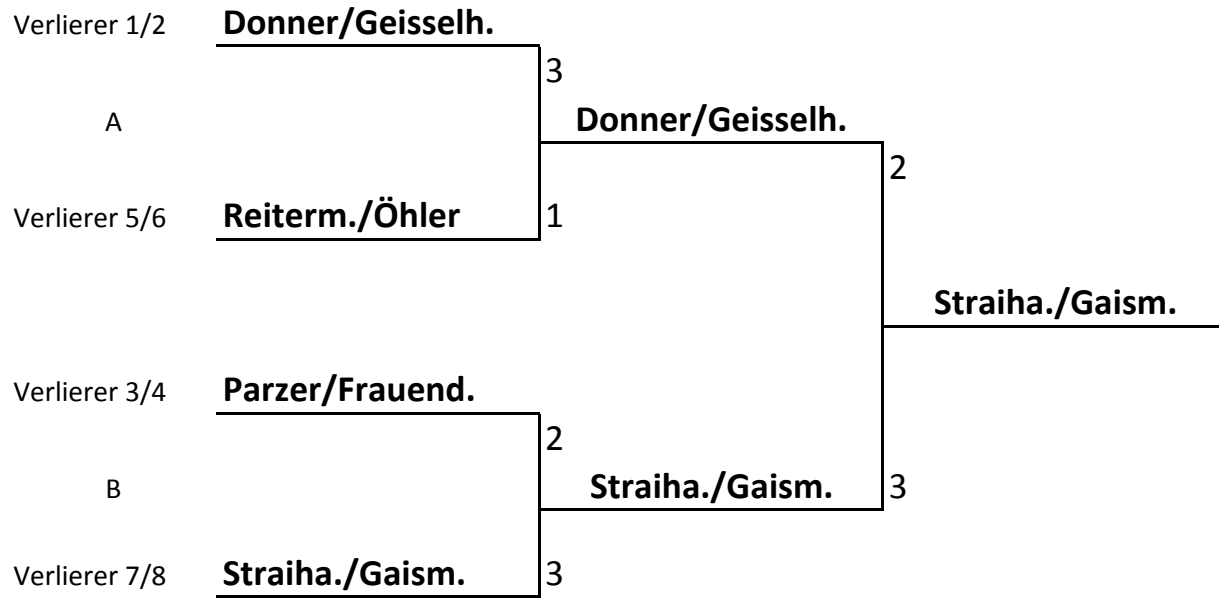 Verlierer 1/2 Donner/Geisselh.
3
A Donner/Geisselh.
2
Verlierer 5/6 Reiterm./Öhler 1
Straiha./Gaism.
Verlierer 3/4 Parzer/Frauend.
2
B Straiha./Gaism. 3
Verlierer 7/8 Straiha./Gaism. 3